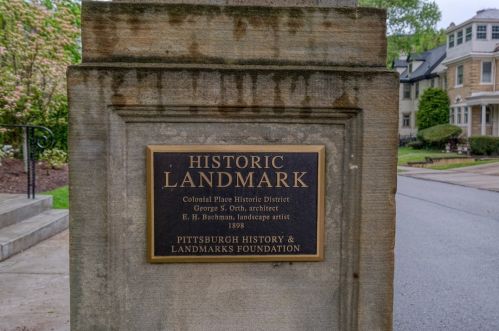 HISTORIC
LANDMARK
Colonial Place Historic District
George S. Orth, architect
E. H. Bachman, landscape artist
1898
PITTSBURGH HISTORY &
LANDMARKS FOUNDATION